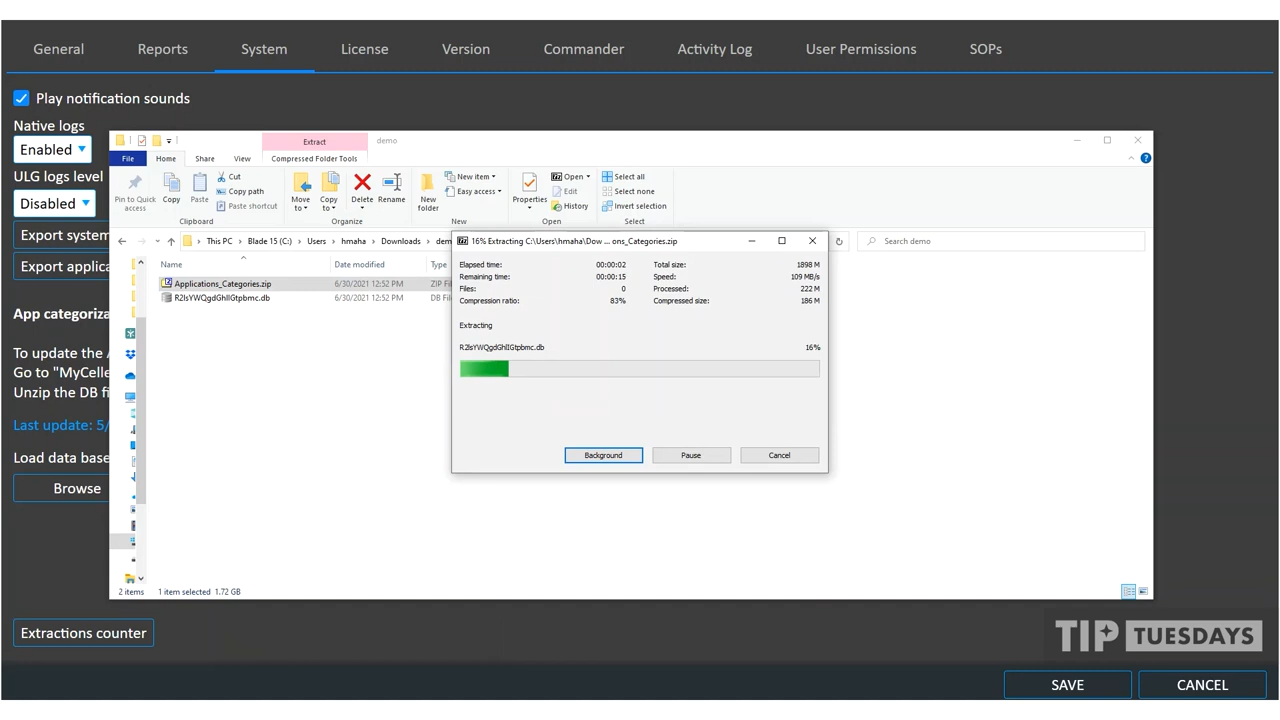 General Reports System License Version Commander Activity Log User Permissions SOPs
Play notification sounds
Native logs
Enabled
ULG logs level
Disabled
Export system
Export applica
App categoriza
To update the A
Go to "MyCelle
Unzip the DB fi
Last update: 5/
Load data base
Browse
Extractions counter
Extract demo
File Home Share View Compressed Folder Tools
Pin to Quick access
Copy
Paste
Cut
Copy path
Paste shortcut
Clipboard
Move to
Copy to
Delete
Rename
Organize
New folder
New item
Easy access
New
Properties
Open
Edit
History
Open
Select all
Select none
Invert selection
Select
This PC > Blade 15 (C:) > Users > hmaha > Downloads > dem
Search demo
Name Date modified Type
Applications_Categories.zip 6/30/2021 12:52 PM ZIP Fi
6/30/2021 12:52 PM DB Fil
16% Extracting C:\Users\hmaha\Dow ... ons_Categories.zip
Elapsed time: 00:00:02 Total size: 1898 M
Remaining time: 00:00:15 Speed: 109 MB/s
Files: 0 Processed: 222 M
Compression ratio: 83% Compressed size: 186 M
Extracting
16%
Background Pause Cancel
2 items 1 item selected 1.72 GB
TIP TUESDAYS
SAVE CANCEL